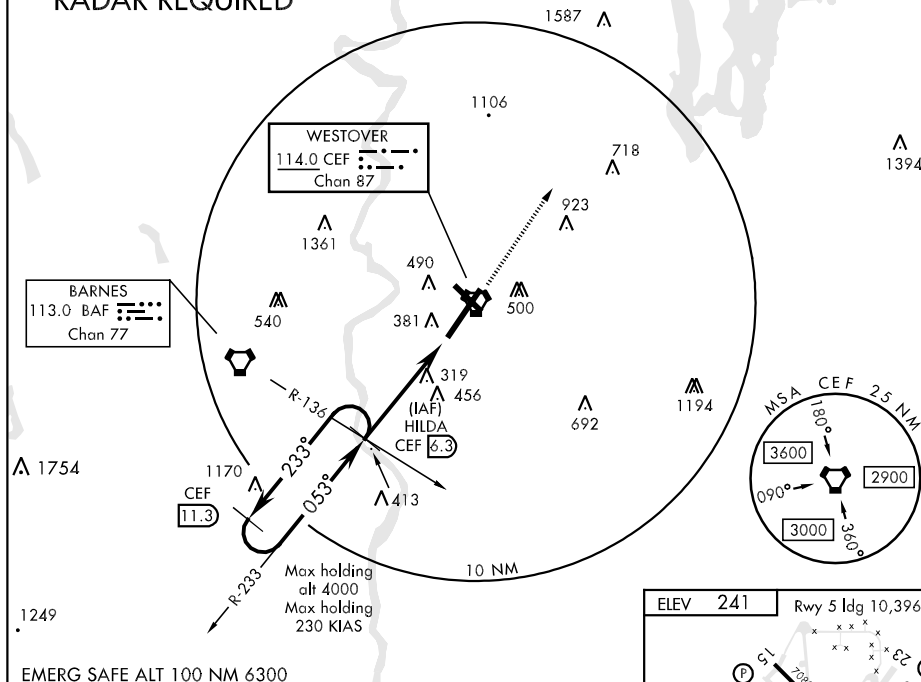 RADAR REQUIRED
1587
1106
WESTOVER
114.0 CEF
Chan 87
718
1394
923
1361
490
BARNES
113.0 BAF
Chan 77
540
500
381
R-136
319
456
(IAF)
HILDA
CEF 6.3
692
1194
MSA CEF 25 NM
180°
3600
2900
090°
3000
360°
1754
1170
233°
053°
CEF
11.3
413
R-233
10 NM
Max holding
alt 4000
Max holding
230 KIAS
1249
ELEV 241
Rwy 5 ldg 10,396
EMERG SAFE ALT 100 NM 6300
15
23
P